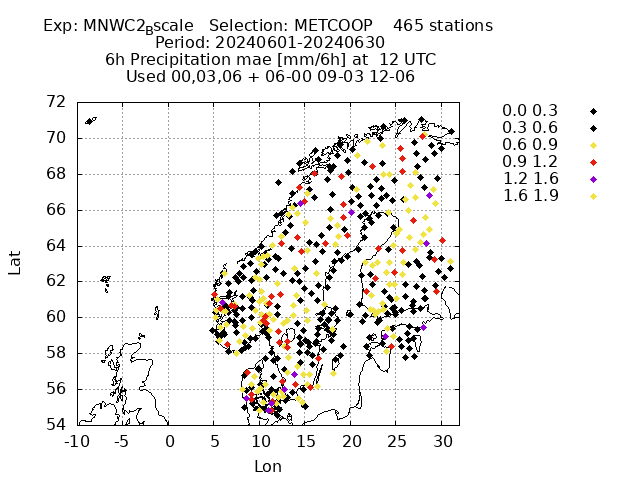 Exp: MNWC2Bscale   Selection: METCOOP    465 stations
Period: 20240601-20240630
6h Precipitation mae [mm/6h] at  12 UTC
Used 00,03,06 + 06-00 09-03 12-06
0.0 0.3
0.3 0.6
0.6 0.9
0.9 1.2
1.2 1.6
1.6 1.9
72
70
68
66
64
62
60
58
56
54
Lat
-10 -5 0 5 10 15 20 25 30
Lon